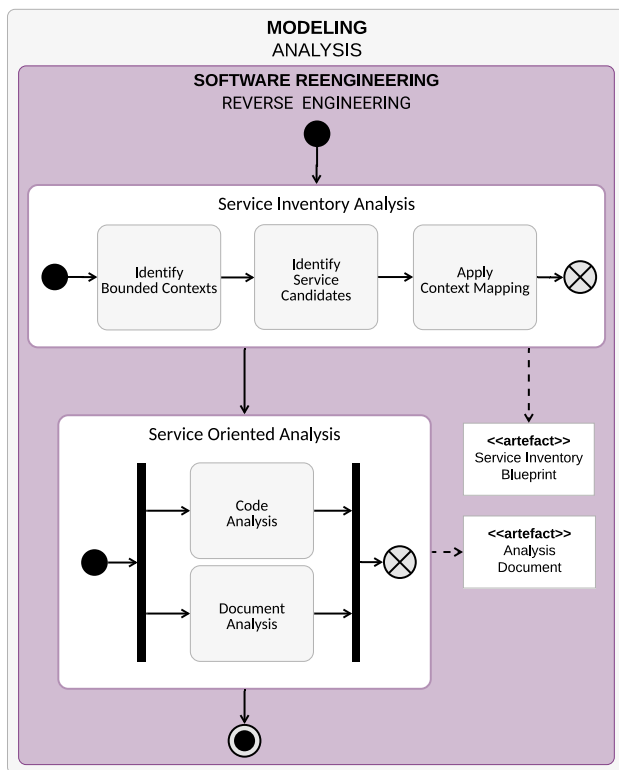 MODELING
ANALYSIS
SOFTWARE REENGINEERING
REVERSE ENGINEERING
Service Inventory Analysis
Identify
Bounded Contexts
Identify
Service
Candidates
Apply
Context Mapping
Service Oriented Analysis
Code
Analysis
Document
Analysis
<<artefact>>
Service Inventory
Blueprint
<<artefact>>
Analysis
Document